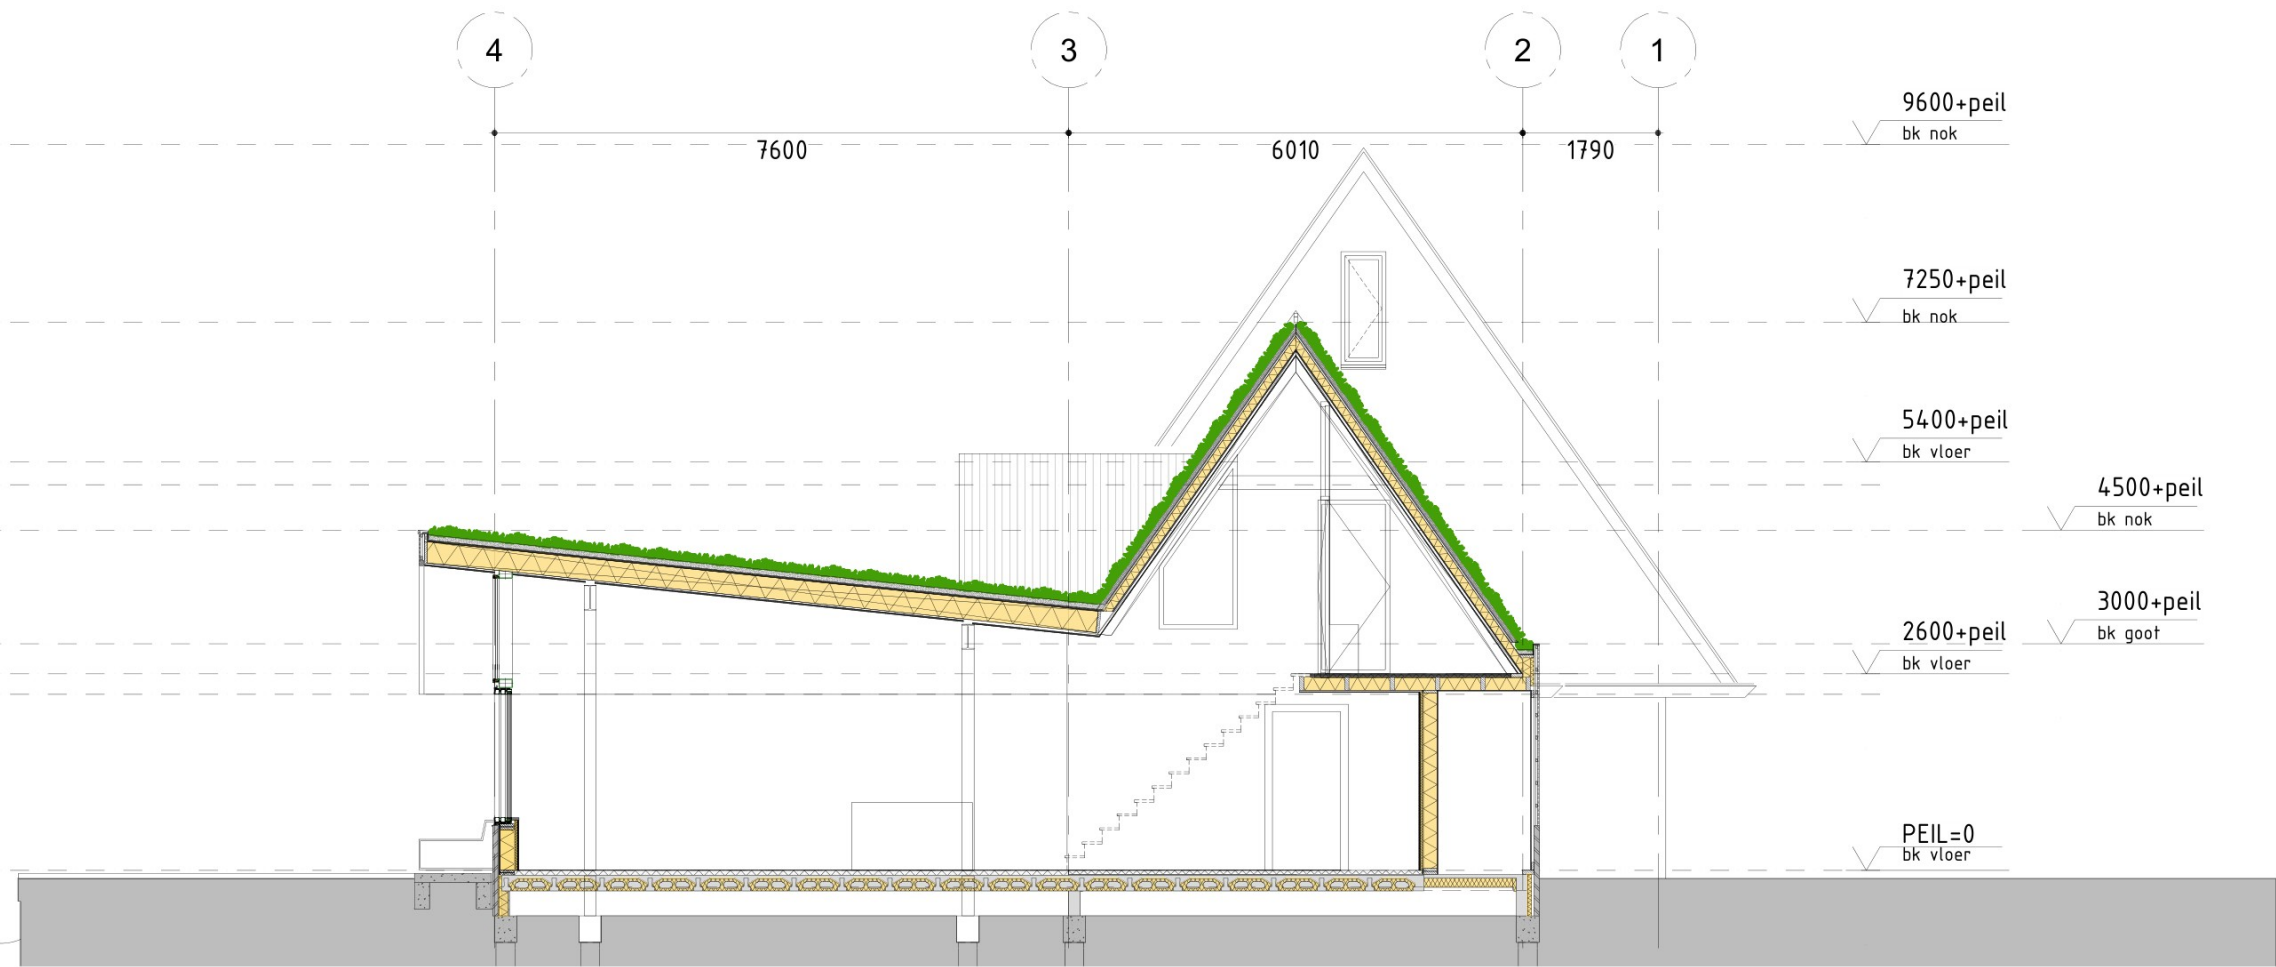 4
3
2
1
7600
6010
1790
9600+peil
bk nok
7250+peil
bk nok
5400+peil
bk vloer
4500+peil
bk nok
3000+peil
bk goot
2600+peil
bk vloer
PEIL=0
bk vloer